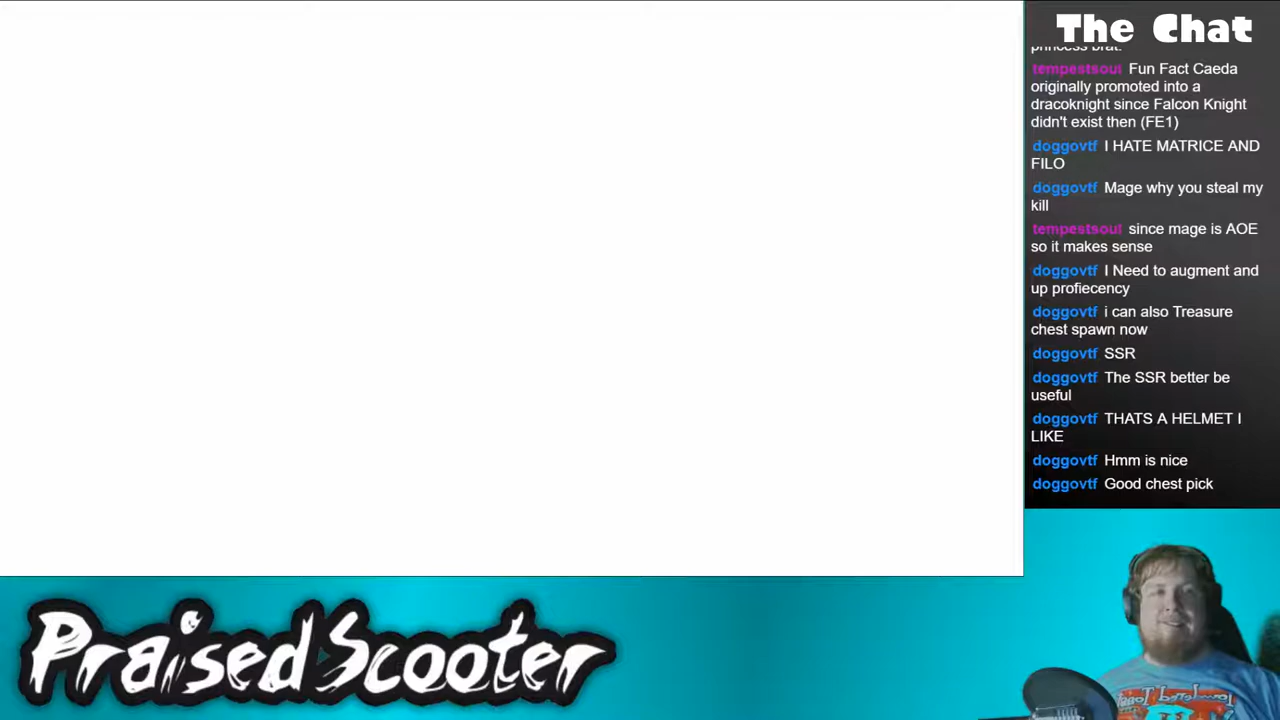 The Chat
princess brat.
tempestsoul Fun Fact Caeda
originally promoted into a
dracoknight since Falcon Knight
didn't exist then (FE1)
doggovtf I HATE MATRICE AND
FILO
doggovtf Mage why you steal my
kill
tempestsoul since mage is AOE
so it makes sense
doggovtf I Need to augment and
up profiecency
doggovtf i can also Treasure
chest spawn now
doggovtf SSR
doggovtf The SSR better be
useful
doggovtf THATS A HELMET I
LIKE
doggovtf Hmm is nice
doggovtf Good chest pick
PraisedScooter